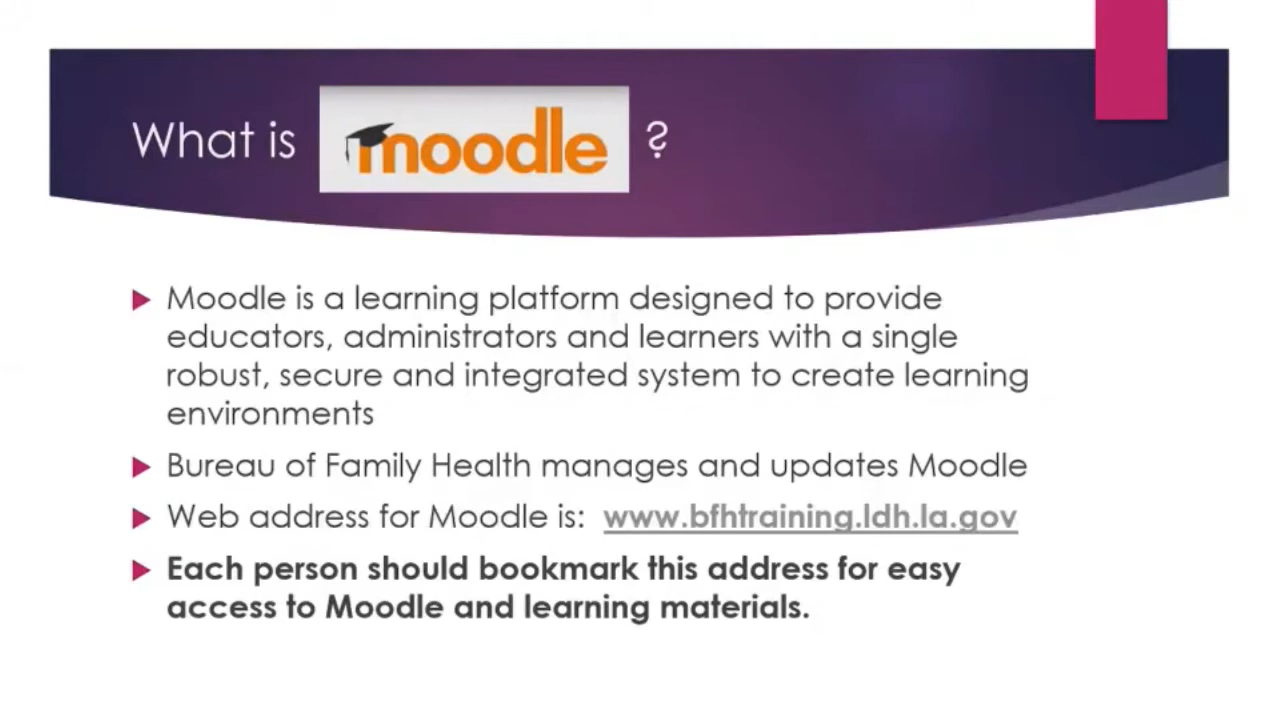 What is moodle ?
Moodle is a learning platform designed to provide
educators, administrators and learners with a single
robust, secure and integrated system to create learning
environments
Bureau of Family Health manages and updates Moodle
Web address for Moodle is: www.bfhtraining.ldh.la.gov
Each person should bookmark this address for easy
access to Moodle and learning materials.